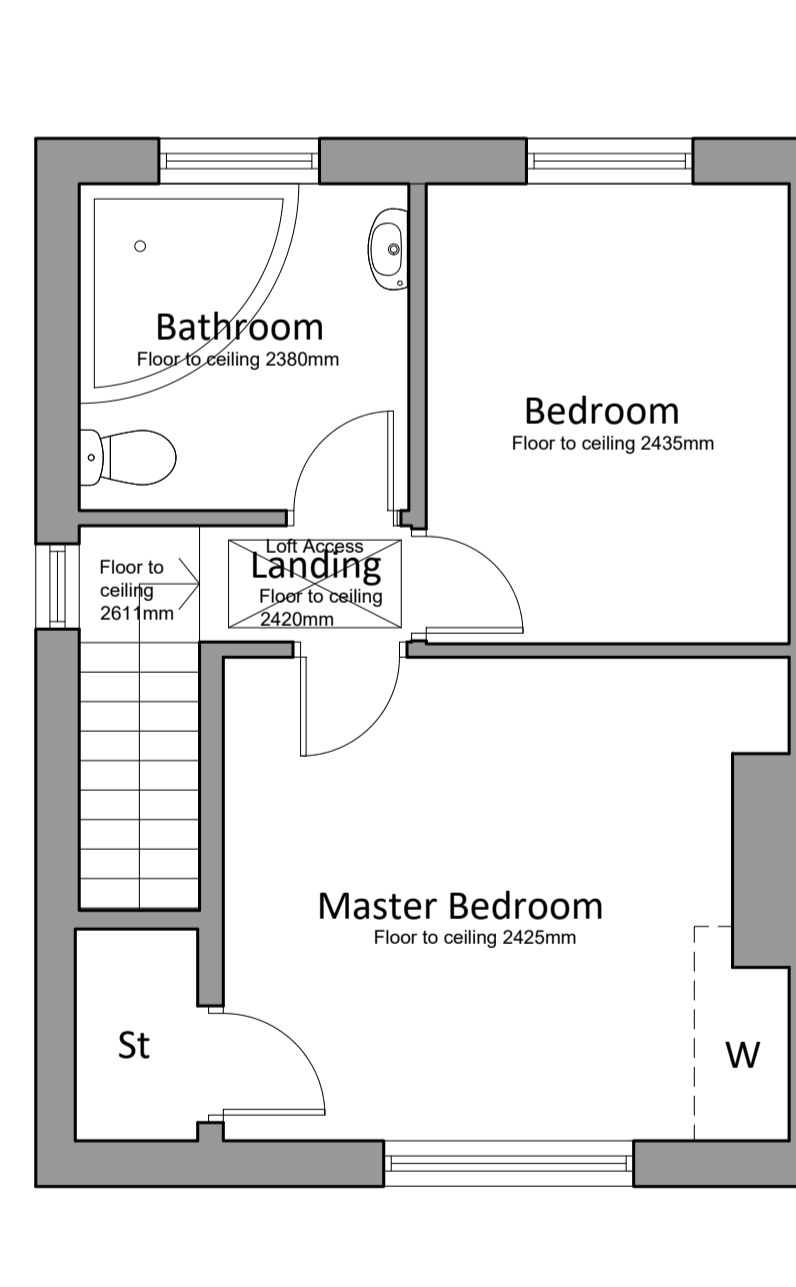 Bathroom
Floor to ceiling 2380mm
Bedroom
Floor to ceiling 2435mm
Floor to
ceiling
2611mm
Loft Access
Landing
Floor to ceiling
2420mm
Master Bedroom
Floor to ceiling 2425mm
St
W